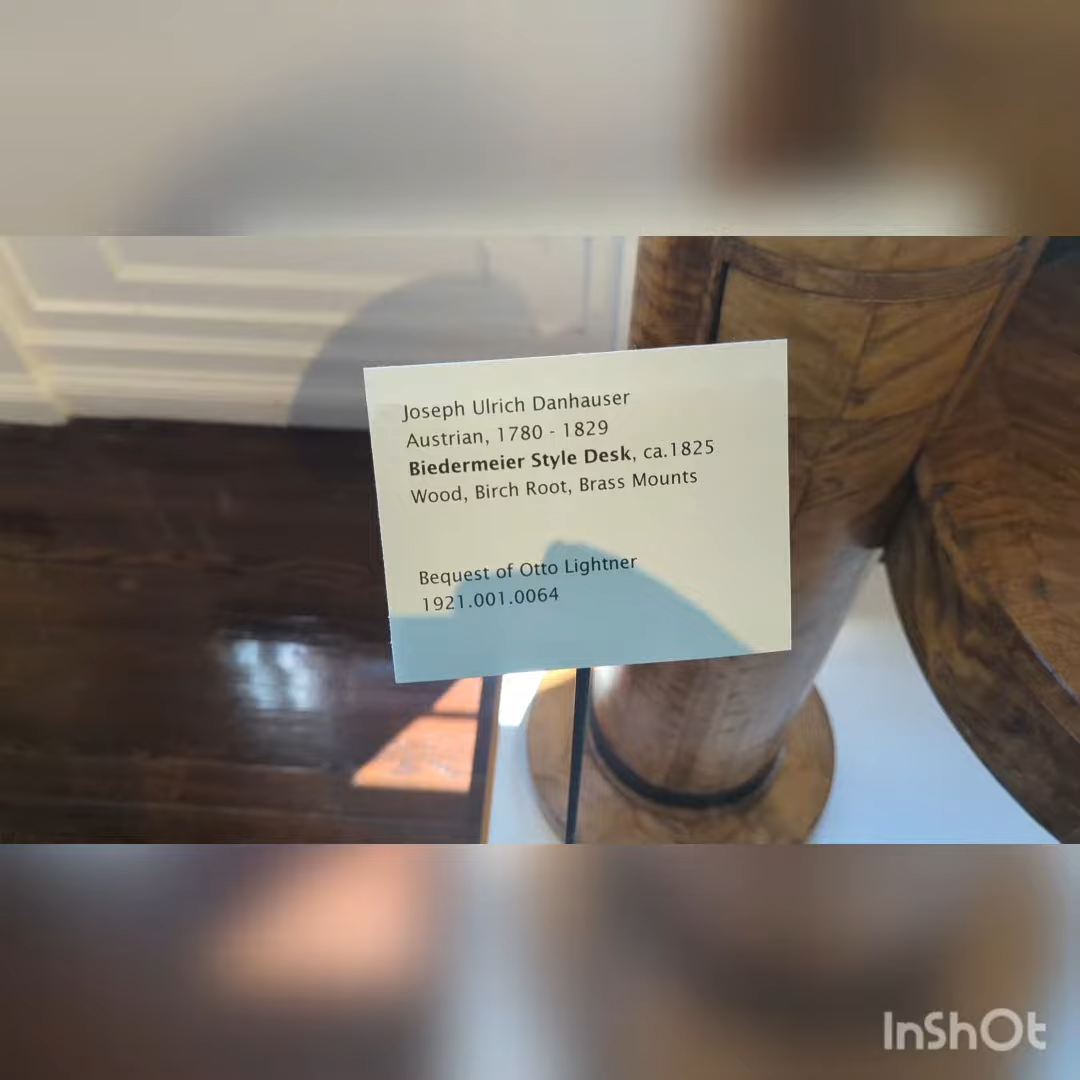 Joseph Ulrich Danhauser
Austrian, 1780 - 1829
Biedermeier Style Desk, ca.1825
Wood, Birch Root, Brass Mounts
Bequest of Otto Lightner
1921.001.0064
InShOt